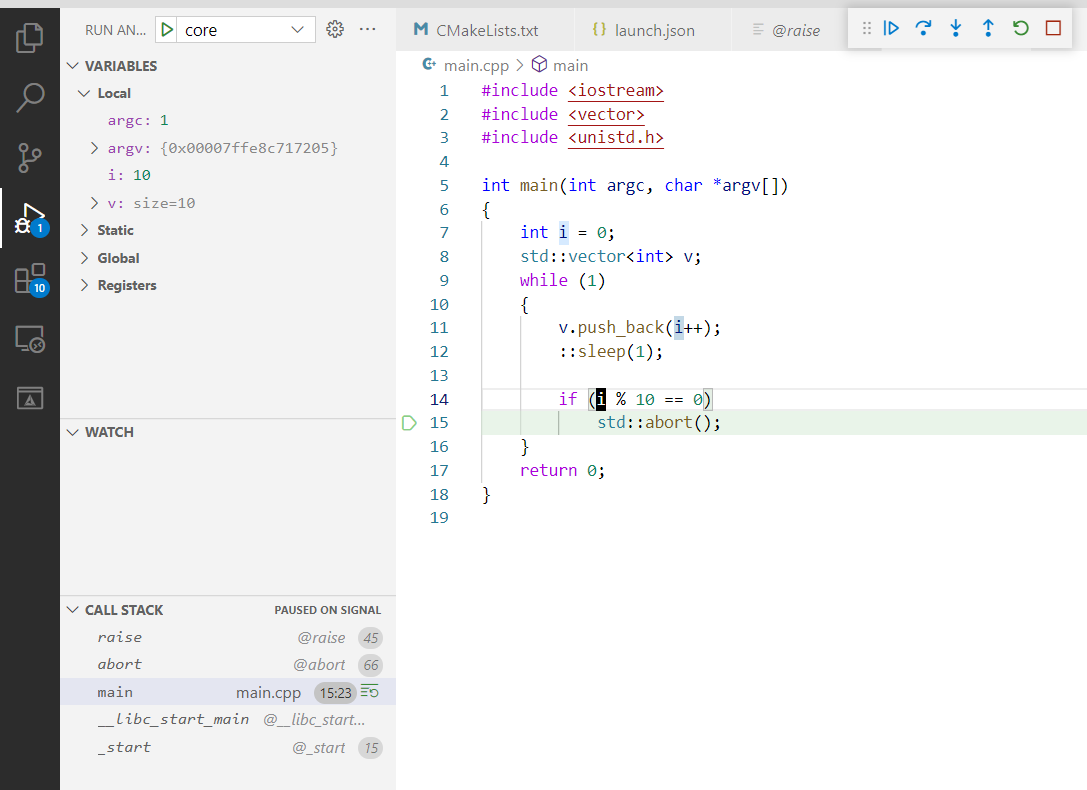 RUN AN... core ...
VARIABLES
Local
argc: 1
argv: {0x00007ffe8c717205}
i: 10
v: size=10
Static
Global
Registers
1
10
WATCH
CALL STACK PAUSED ON SIGNAL
raise @raise 45
abort @abort 66
main main.cpp 15:23
__libc_start_main @__libc_start...
_start @_start 15
M CMakeLists.txt {} launch.json @raise
main.cpp > main
1 #include <iostream>
2 #include <vector>
3 #include <unistd.h>
4
5 int main(int argc, char *argv[])
6 {
7 int i = 0;
8 std::vector<int> v;
9 while (1)
10 {
11 v.push_back(i++);
12 ::sleep(1);
13
14 if (i % 10 == 0)
15 std::abort();
16 }
17 return 0;
18 }
19